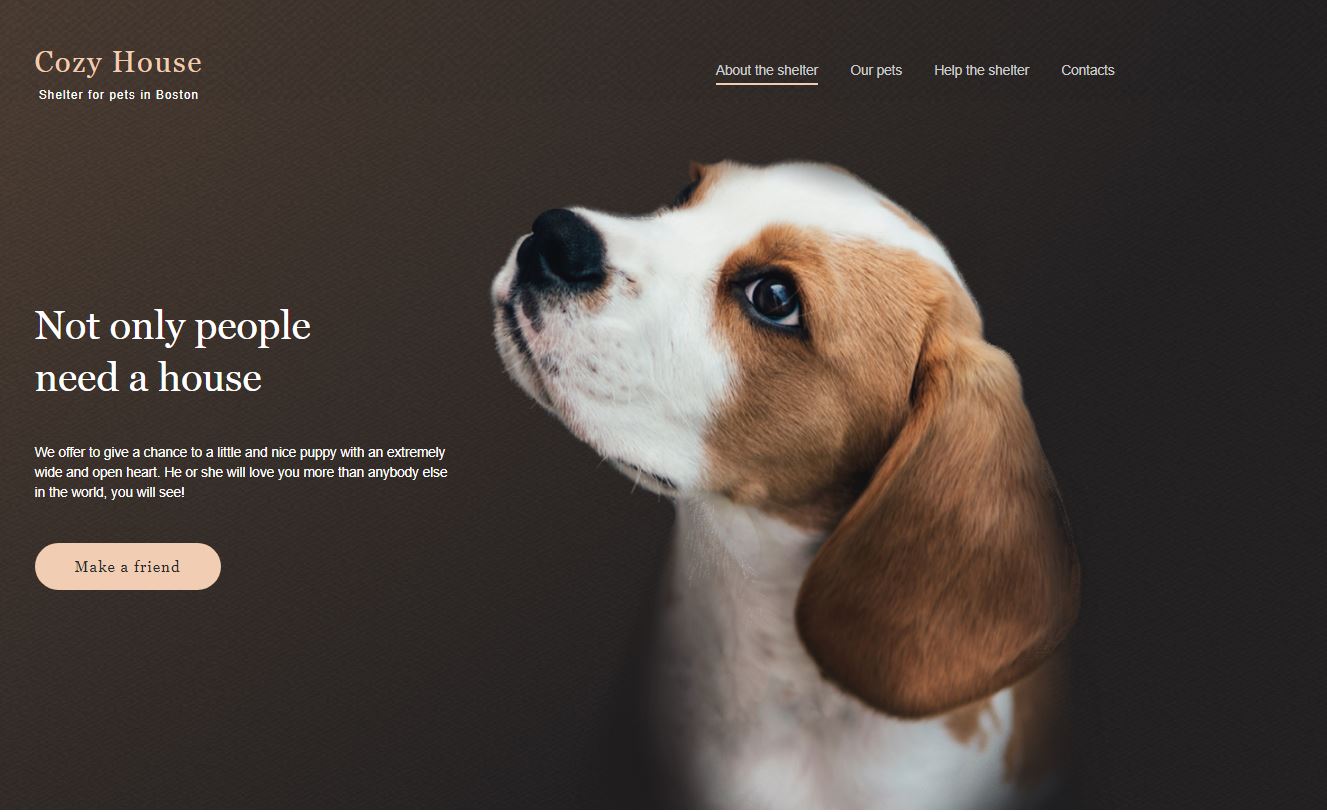 Cozy House
Shelter for pets in Boston
About the shelter
Our pets
Help the shelter
Contacts
Not only people
need a house
We offer to give a chance to a little and nice puppy with an extremely
wide and open heart. He or she will love you more than anybody else
in the world, you will see!
Make a friend